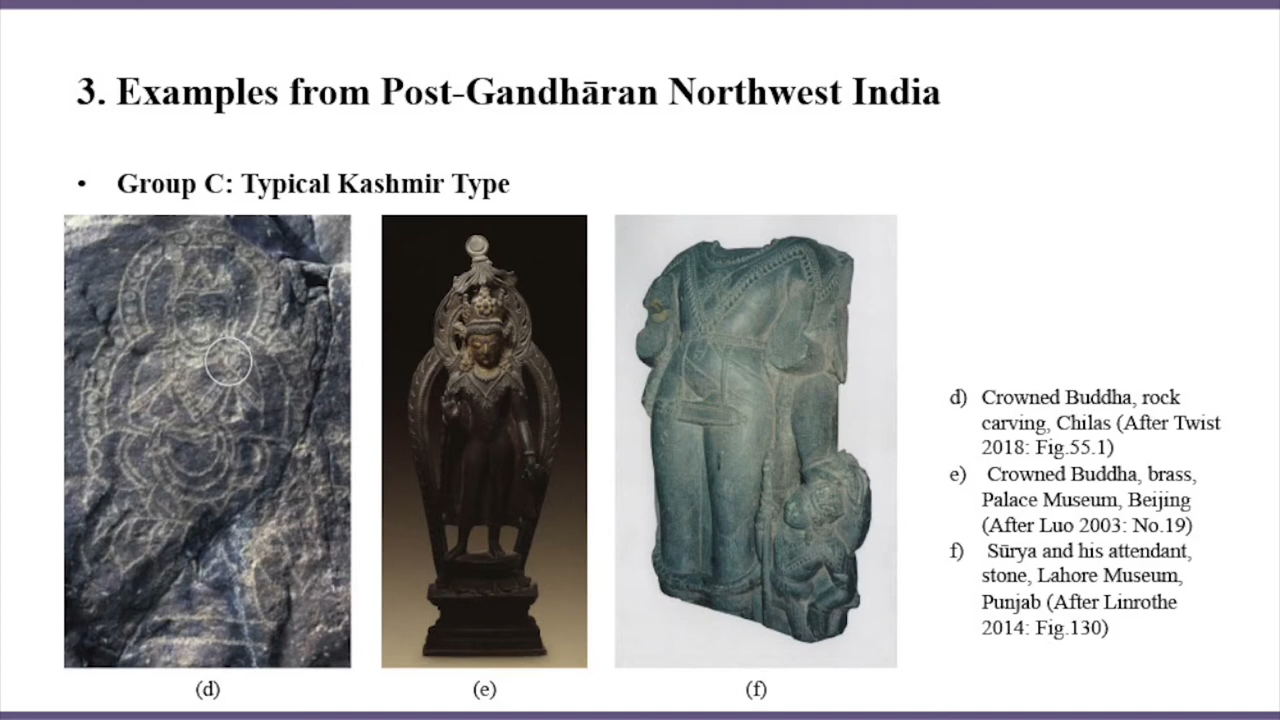 3. Examples from Post-Gandhāran Northwest India
• Group C: Typical Kashmir Type
d) Crowned Buddha, rock
carving, Chilas (After Twist
2018: Fig.55.1)
e) Crowned Buddha, brass,
Palace Museum, Beijing
(After Luo 2003: No.19)
f) Sūrya and his attendant,
stone, Lahore Museum,
Punjab (After Linrothe
2014: Fig.130)
(d)
(e)
(f)